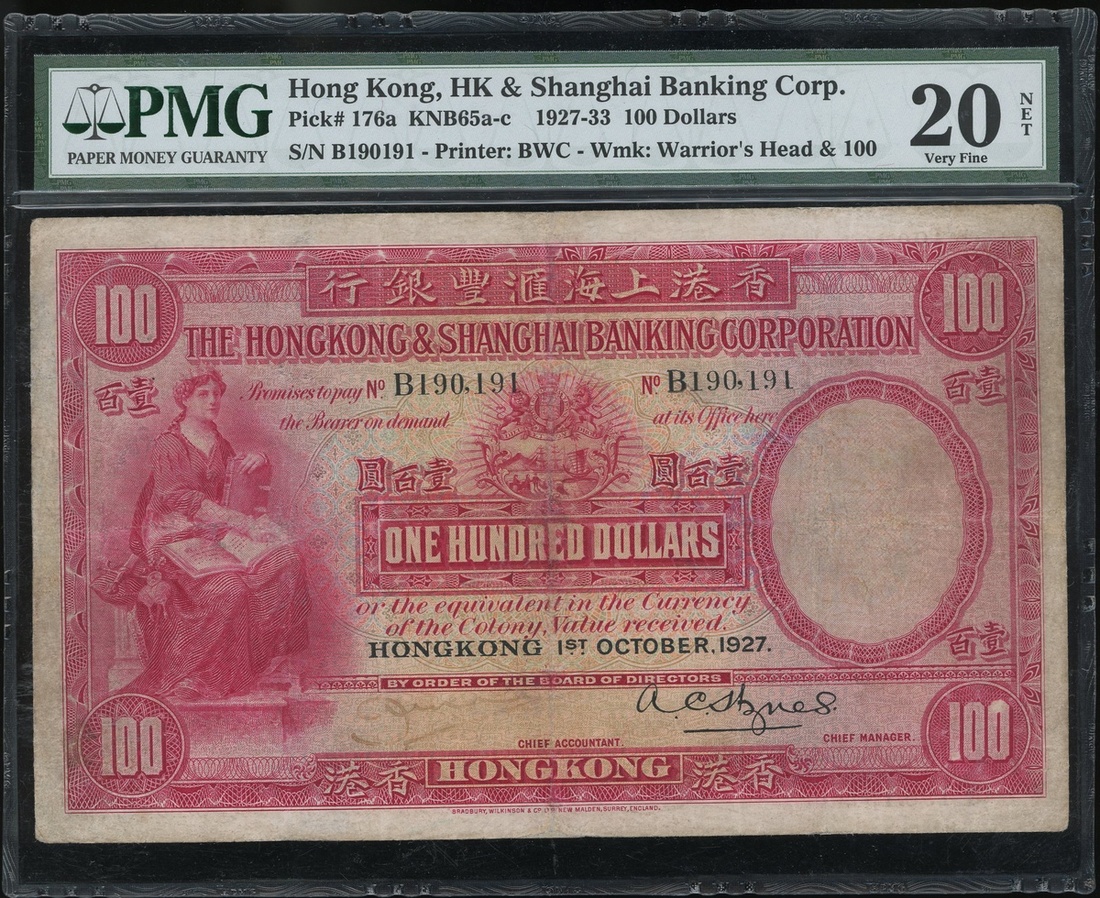 PMG
PAPER MONEY GUARANTY
Hong Kong, HK & Shanghai Banking Corp.
Pick# 176a KNB65a-c 1927-33 100 Dollars
S/N B190191 - Printer: BWC - Wmk: Warrior's Head & 100
20
NET
Very Fine
行銀豐滙海上港香
100
100
THE HONGKONG & SHANGHAI BANKING CORPORATION
百壹
百壹
Promises to pay No. B190,191
No. B190,191
the Bearer on demand
at its Office here
圓百壹
圓百壹
ONE HUNDRED DOLLARS
or the equivalent in the Currency
of the Colony, Value received.
HONGKONG 1ST OCTOBER, 1927.
百壹
BY ORDER OF THE BOARD OF DIRECTORS
A.C. Hynes.
100
100
CHIEF ACCOUNTANT.
CHIEF MANAGER.
港香
HONGKONG
港香
BRADBURY, WILKINSON & Co. LTD. NEW MALDEN, SURREY, ENGLAND.